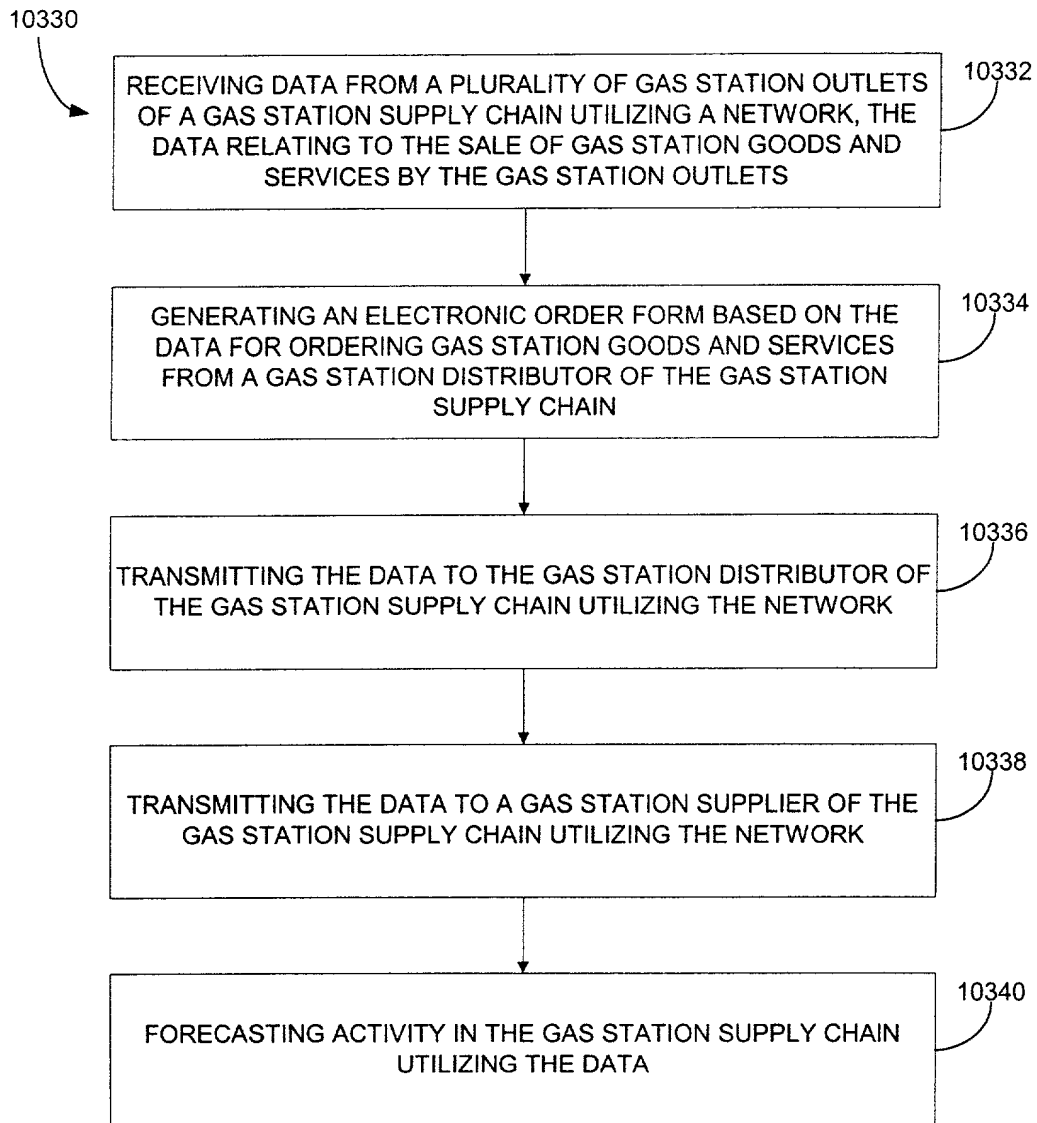 10330
RECEIVING DATA FROM A PLURALITY OF GAS STATION OUTLETS
OF A GAS STATION SUPPLY CHAIN UTILIZING A NETWORK, THE
DATA RELATING TO THE SALE OF GAS STATION GOODS AND
SERVICES BY THE GAS STATION OUTLETS
10332
GENERATING AN ELECTRONIC ORDER FORM BASED ON THE
DATA FOR ORDERING GAS STATION GOODS AND SERVICES
FROM A GAS STATION DISTRIBUTOR OF THE GAS STATION
SUPPLY CHAIN
10334
TRANSMITTING THE DATA TO THE GAS STATION DISTRIBUTOR OF
THE GAS STATION SUPPLY CHAIN UTILIZING THE NETWORK
10336
TRANSMITTING THE DATA TO A GAS STATION SUPPLIER OF THE
GAS STATION SUPPLY CHAIN UTILIZING THE NETWORK
10338
FORECASTING ACTIVITY IN THE GAS STATION SUPPLY CHAIN
UTILIZING THE DATA
10340